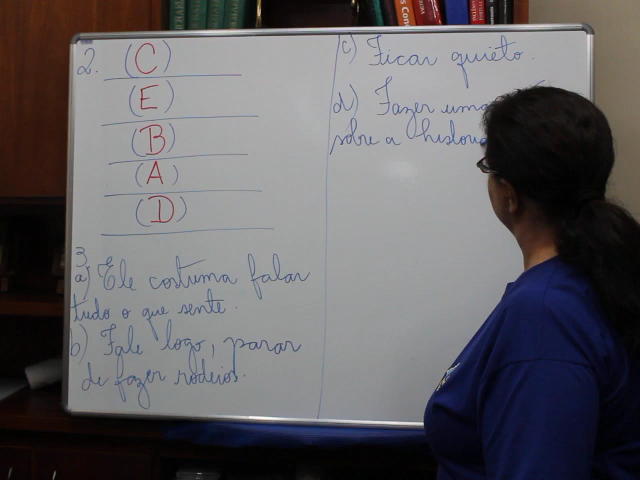 2. (C)
(E)
(B)
(A)
(D)
3.
a) Ele costuma falar
tudo o que sente.
b) Fale logo, parar
de fazer rodeios.
c) Ficar quieto.
d) Fazer uma
sobre a